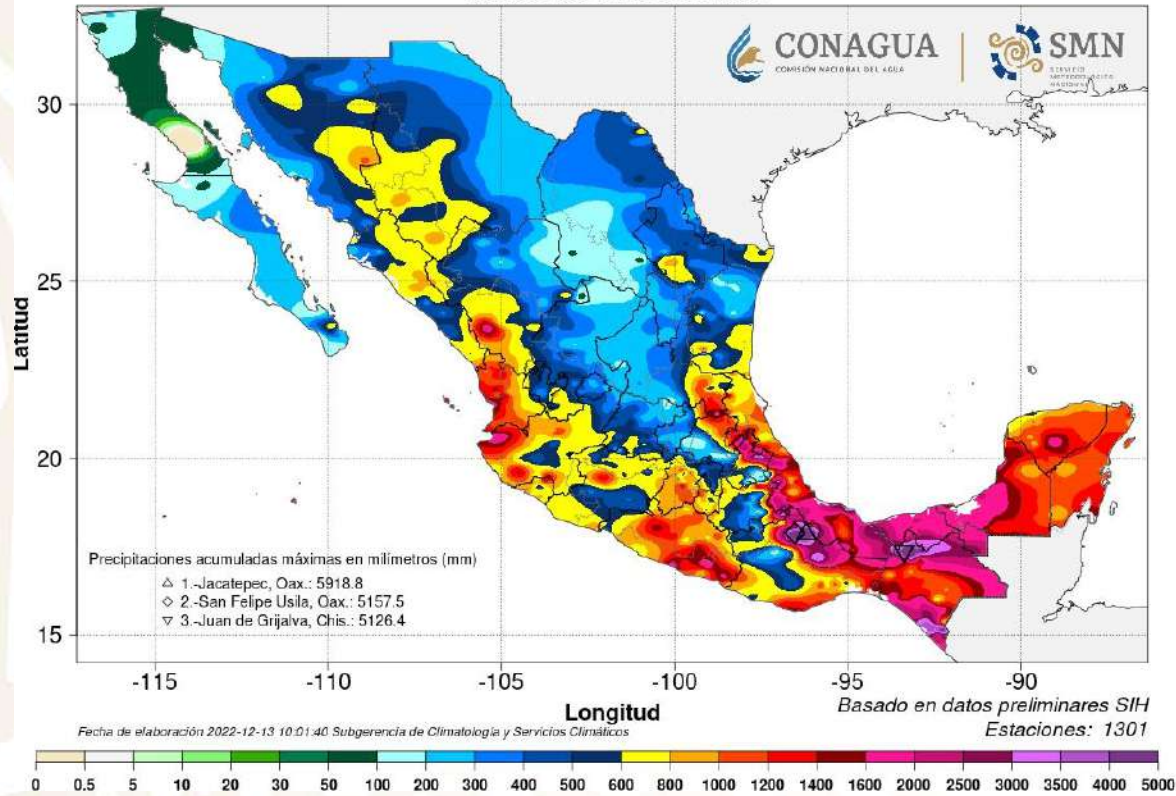 CONAGUA
COMISIÓN NACIONAL DEL AGUA
SMN
SERVICIO
METEOROLÓGICO
NACIONAL
30
25
20
15
Latitud
Precipitaciones acumuladas máximas en milímetros (mm)
△ 1.-Jacatepec, Oax.: 5918.8
◇ 2.-San Felipe Usila, Oax.: 5157.5
▽ 3.-Juan de Grijalva, Chis.: 5126.4
-115 -110 -105 -100 -95 -90
Longitud
Basado en datos preliminares SIH
Fecha de elaboración 2022-12-13 10:01:40 Subgerencia de Climatología y Servicios Climáticos
Estaciones: 1301
0 0.5 5 10 20 30 50 100 200 300 400 500 600 800 1000 1200 1400 1600 2000 2500 3000 3500 4000 5000